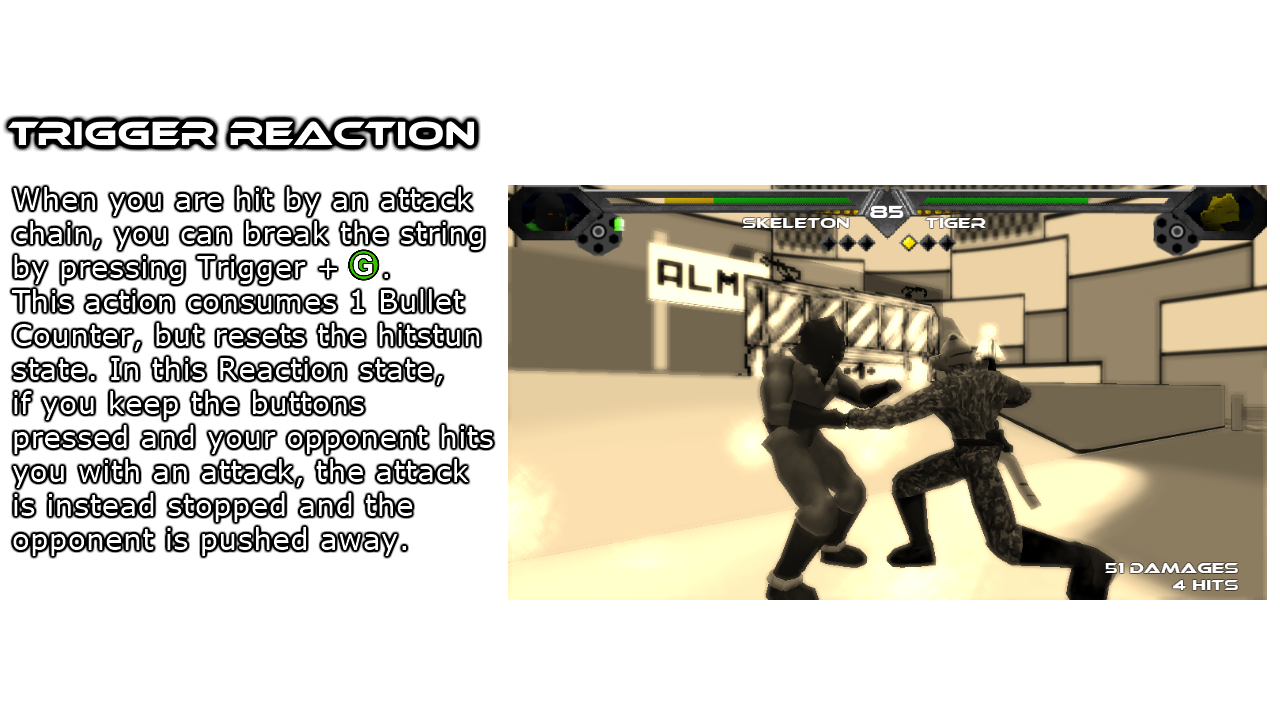 TRIGGER REACTION
When you are hit by an attack
chain, you can break the string
by pressing Trigger + G.
This action consumes 1 Bullet
Counter, but resets the hitstun
state. In this Reaction state,
if you keep the buttons
pressed and your opponent hits
you with an attack, the attack
is instead stopped and the
opponent is pushed away.
85
SKELETON
TIGER
ALM
51 DAMAGES
4 HITS